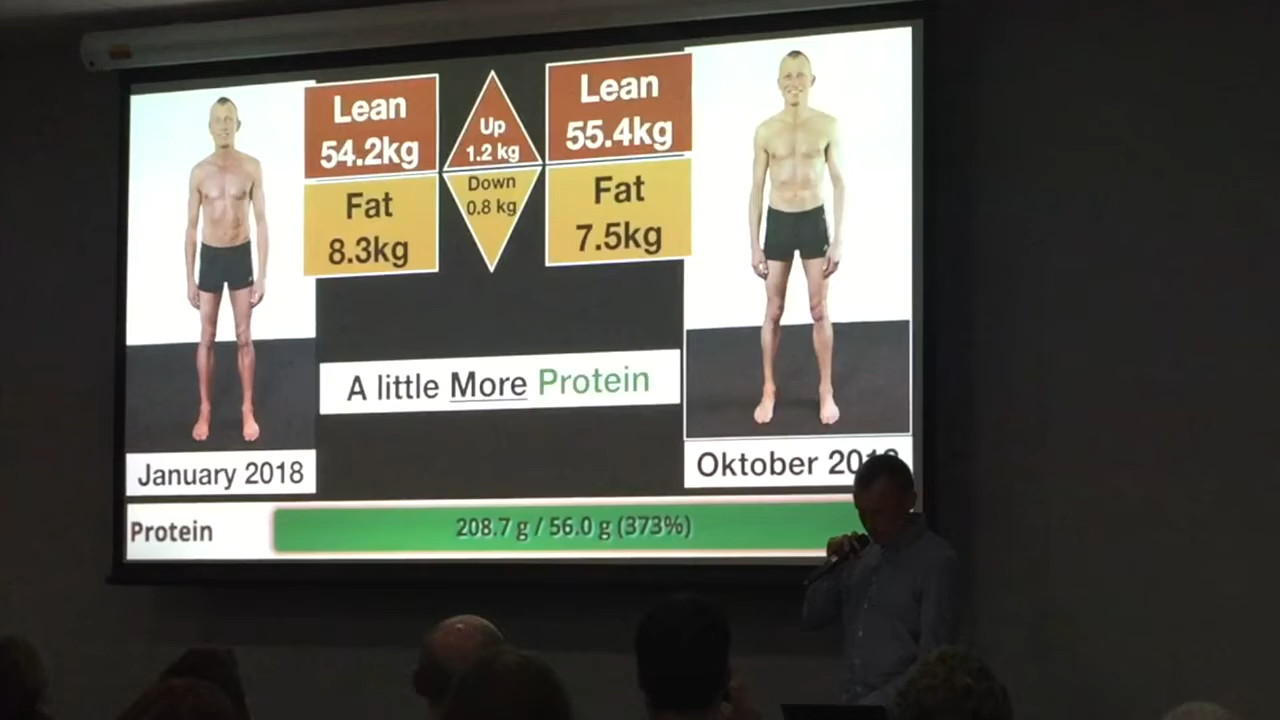 Lean
54.2kg
Fat
8.3kg
Up
1.2 kg
Down
0.8 kg
Lean
55.4kg
Fat
7.5kg
A little More Protein
January 2018
Oktober
Protein
208.7 g / 56.0 g (373%)